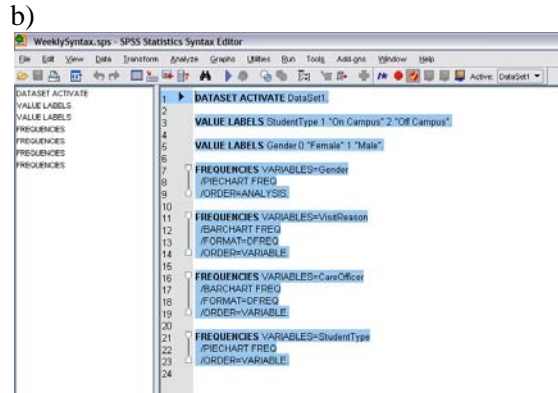 b)
WeeklySyntax.sps - SPSS Statistics Syntax Editor
File Edit View Data Transform Analyze Graphs Utilities Run Tools Add-ons Window Help
Active: DataSet1
DATASET ACTIVATE
VALUE LABELS
VALUE LABELS
FREQUENCIES
FREQUENCIES
FREQUENCIES
FREQUENCIES
1 DATASET ACTIVATE DataSet1.
2
3 VALUE LABELS StudentType 1 "On Campus" 2 "Off Campus".
4
5 VALUE LABELS Gender 0 "Female" 1 "Male".
6
7 FREQUENCIES VARIABLES=Gender
8 /PIECHART FREQ
9 /ORDER=ANALYSIS.
10
11 FREQUENCIES VARIABLES=VisitReason
12 /BARCHART FREQ
13 /FORMAT=DFREQ
14 /ORDER=VARIABLE.
15
16 FREQUENCIES VARIABLES=CareOfficer
17 /BARCHART FREQ
18 /FORMAT=DFREQ
19 /ORDER=VARIABLE.
20
21 FREQUENCIES VARIABLES=StudentType
22 /PIECHART FREQ
23 /ORDER=VARIABLE.
24